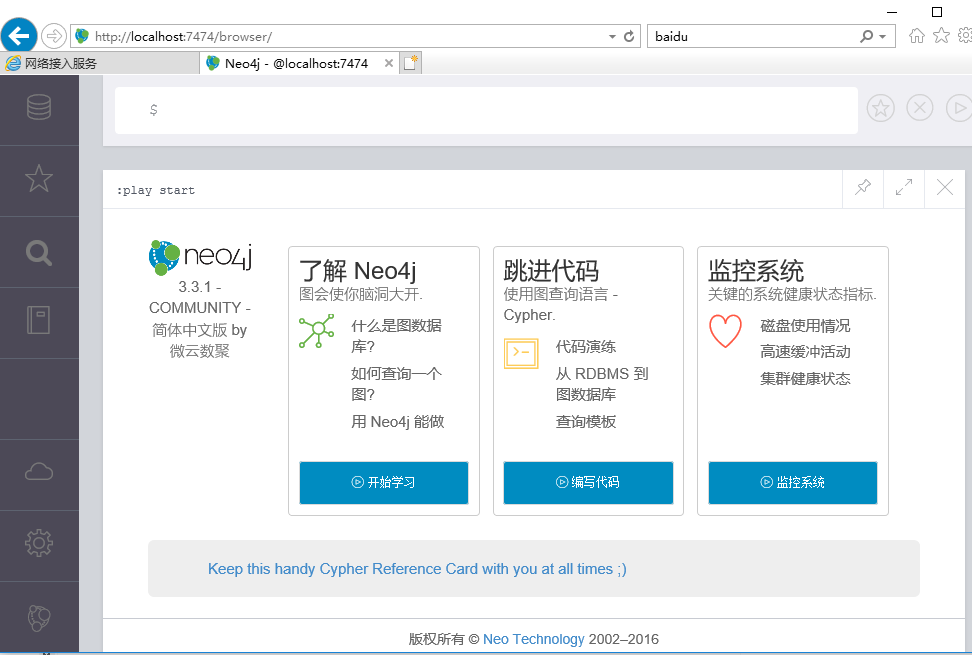 http://localhost:7474/browser/
baidu
网络接入服务
Neo4j - @localhost:7474
$
:play start
neo4j
3.3.1 -
COMMUNITY -
简体中文版 by
微云数聚
了解 Neo4j
图会使你脑洞大开.
什么是图数据
库?
如何查询一个
图?
用 Neo4j 能做
开始学习
跳进代码
使用图查询语言 -
Cypher.
代码演练
从 RDBMS 到
图数据库
查询模板
编写代码
监控系统
关键的系统健康状态指标.
磁盘使用情况
高速缓冲活动
集群健康状态
监控系统
Keep this handy Cypher Reference Card with you at all times ;)
版权所有 © Neo Technology 2002–2016